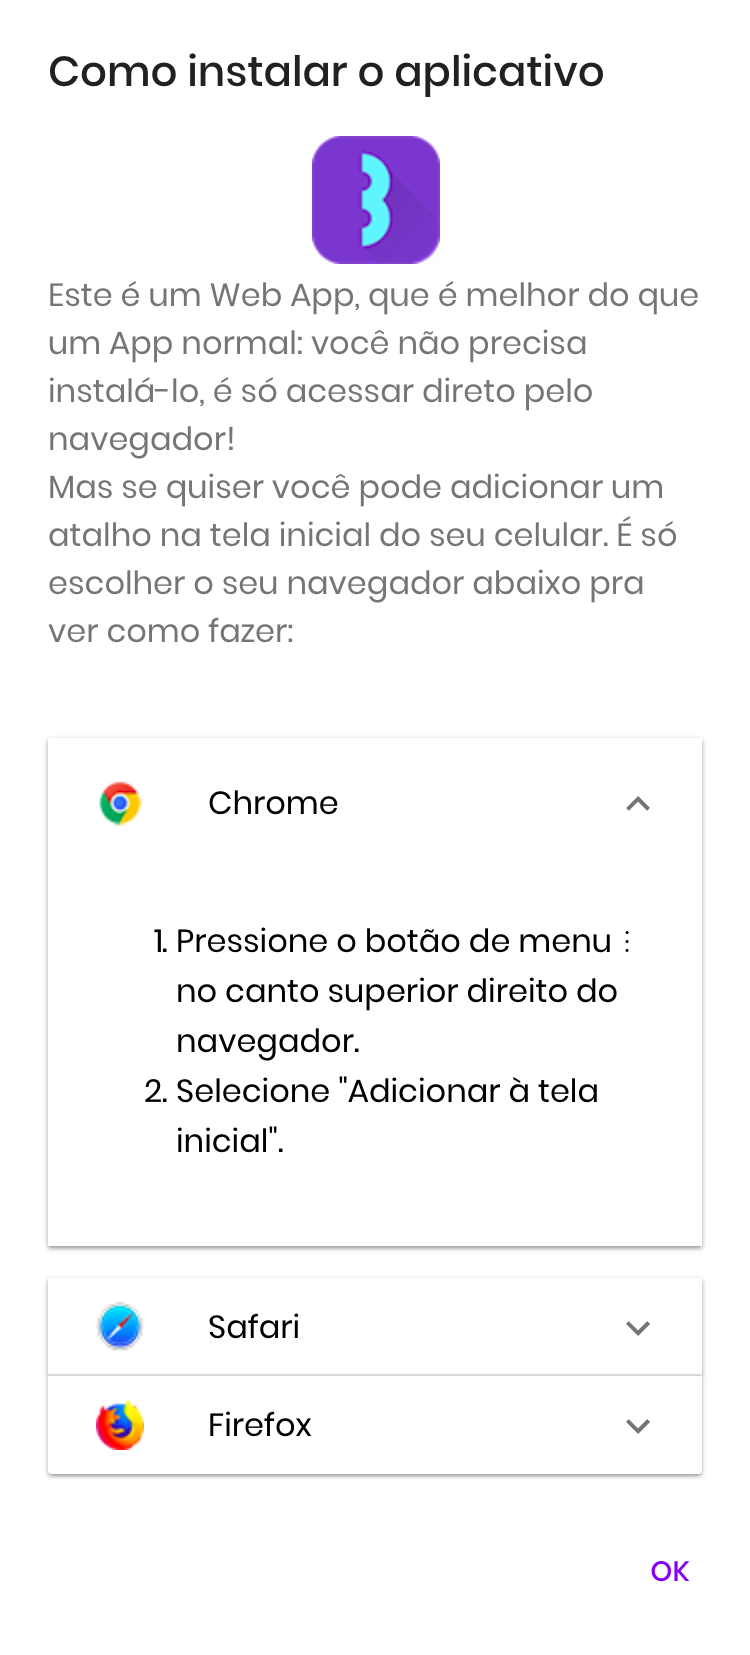 Como instalar o aplicativo
Este é um Web App, que é melhor do que
um App normal: você não precisa
instalá-lo, é só acessar direto pelo
navegador!
Mas se quiser você pode adicionar um
atalho na tela inicial do seu celular. É só
escolher o seu navegador abaixo pra
ver como fazer:
Chrome
1. Pressione o botão de menu ⋮
no canto superior direito do
navegador.
2. Selecione "Adicionar à tela
inicial".
Safari
Firefox
OK